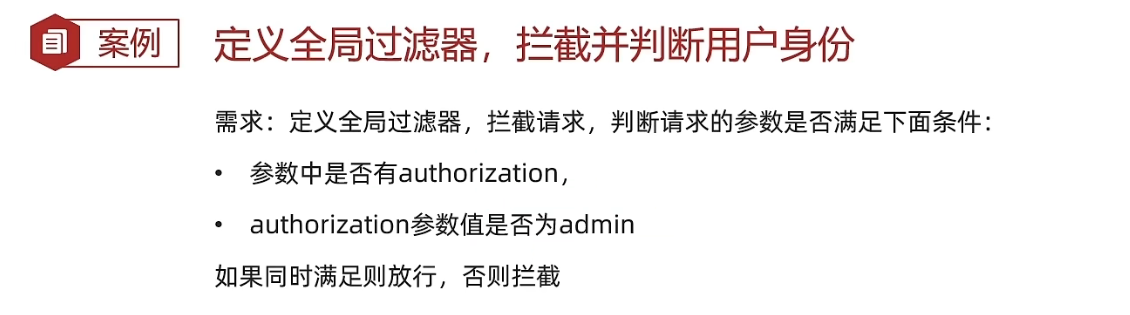 案例
定义全局过滤器，拦截并判断用户身份
需求：定义全局过滤器，拦截请求，判断请求的参数是否满足下面条件：
• 参数中是否有authorization，
• authorization参数值是否为admin
如果同时满足则放行，否则拦截